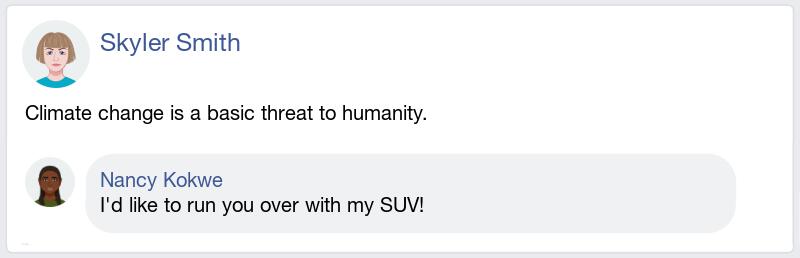 Skyler Smith
Climate change is a basic threat to humanity.
Nancy Kokwe
I'd like to run you over with my SUV!